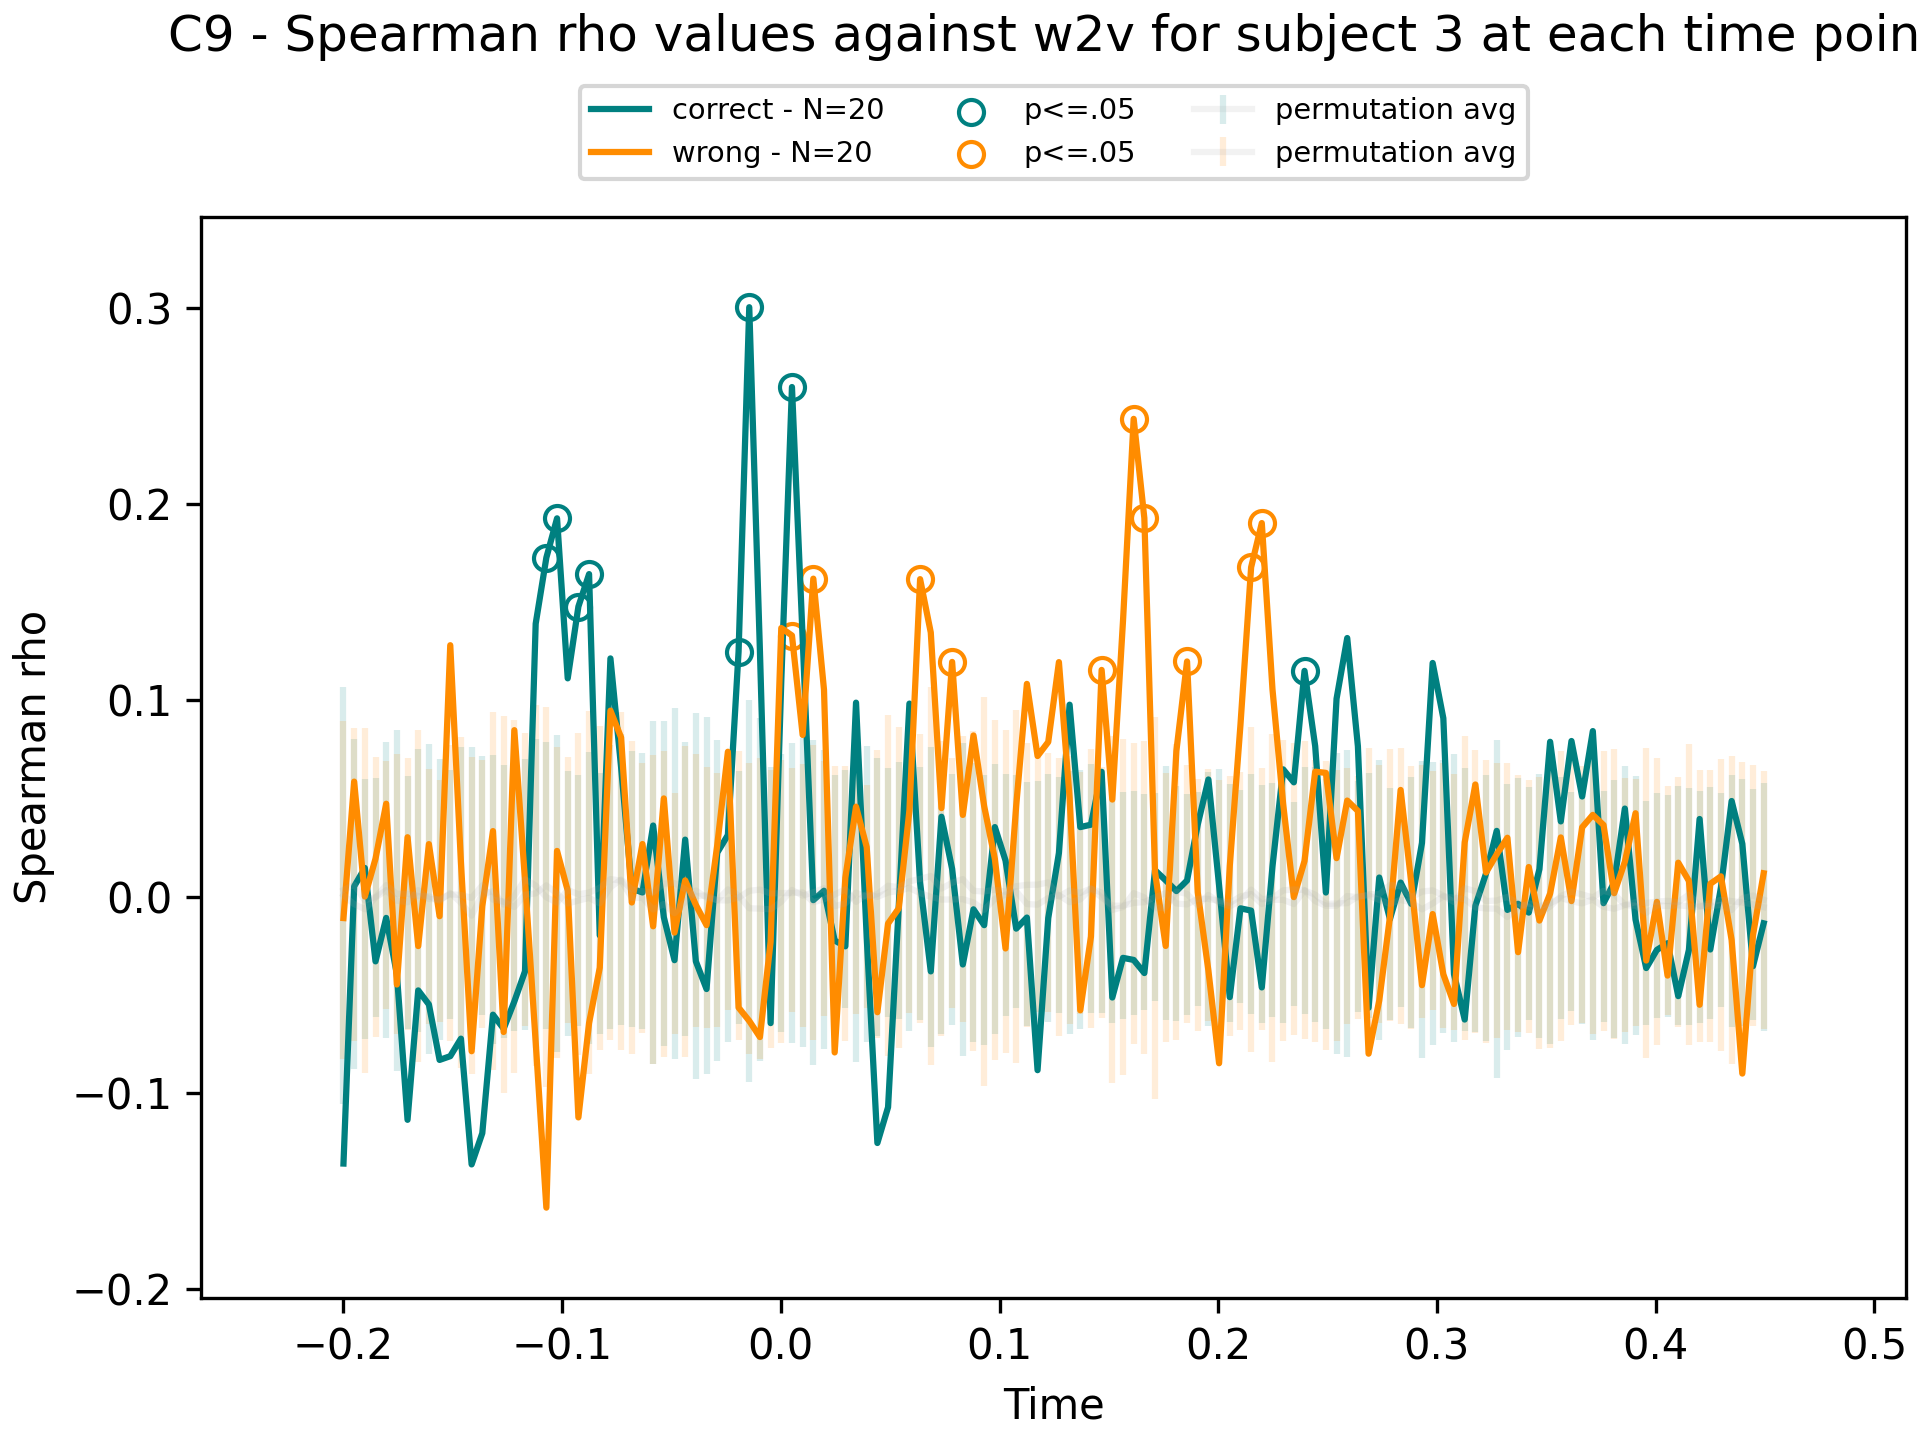 C9 - Spearman rho values against w2v for subject 3 at each time poin
correct - N=20
wrong - N=20
p<=.05
p<=.05
permutation avg
permutation avg
Spearman rho
0.3
0.2
0.1
0.0
−0.1
−0.2
−0.2
−0.1
0.0
0.1
0.2
0.3
0.4
0.5
Time